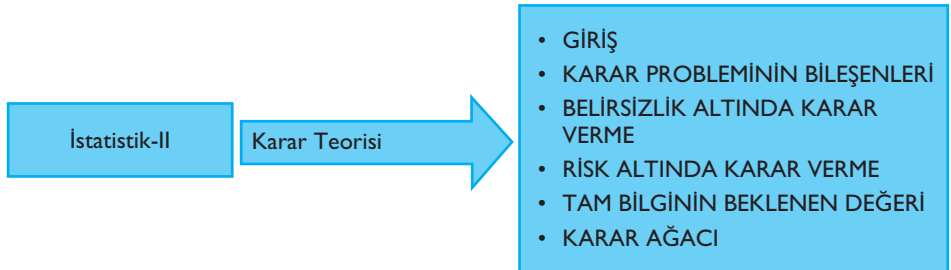 İstatistik-II
Karar Teorisi
• GİRİŞ
• KARAR PROBLEMİNİN BİLEŞENLERİ
• BELİRSİZLİK ALTINDA KARAR
VERME
• RİSK ALTINDA KARAR VERME
• TAM BİLGİNİN BEKLENEN DEĞERİ
• KARAR AĞACI